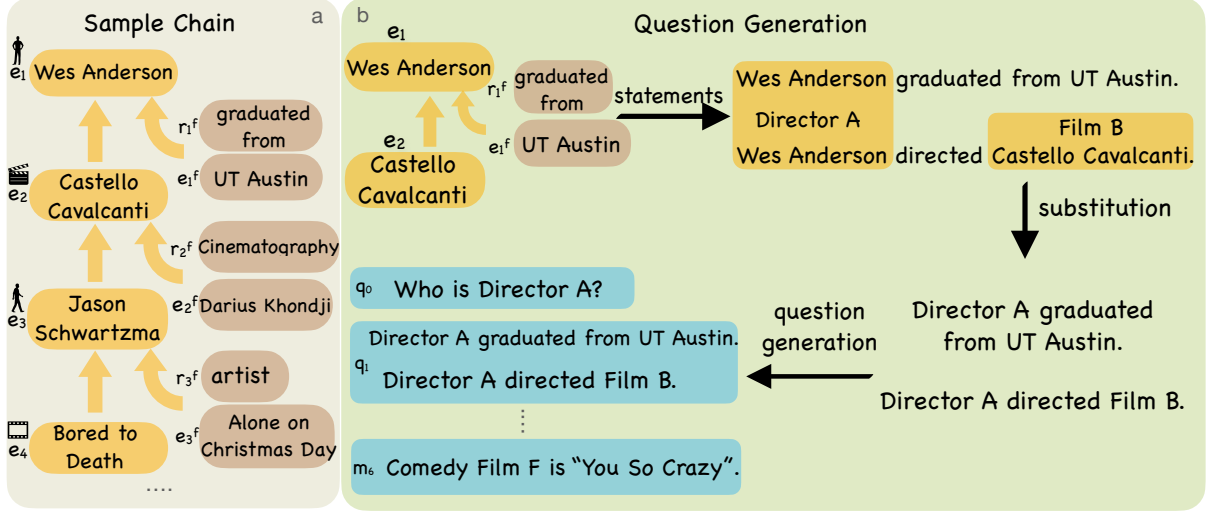 Sample Chain
a
e₁
Wes Anderson
r₁ᶠ
graduated
from
e₁ᶠ
UT Austin
e₂
Castello
Cavalcanti
r₂ᶠ
Cinematography
e₂ᶠ
Darius Khondji
e₃
Jason
Schwartzma
r₃ᶠ
artist
e₃ᶠ
Alone on
Christmas Day
e₄
Bored to
Death
....
b
Question Generation
e₁
Wes Anderson
r₁ᶠ
graduated
from
e₁ᶠ
UT Austin
e₂
Castello
Cavalcanti
statements
Wes Anderson graduated from UT Austin.
Director A
Film B
Wes Anderson directed Castello Cavalcanti.
substitution
Director A graduated
from UT Austin.
Director A directed Film B.
question
generation
q₀ Who is Director A?
Director A graduated from UT Austin.
q₁
Director A directed Film B.
....
m₆ Comedy Film F is “You So Crazy”.